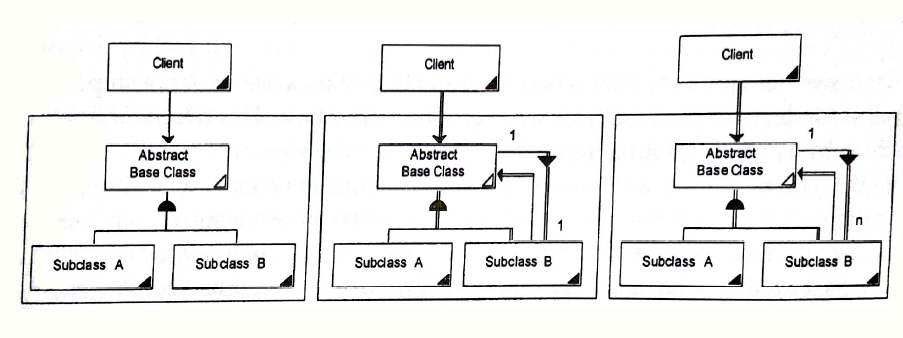 Client
Abstract
Base Class
Subclass A
Subclass B
Client
1
Abstract
Base Class
1
Subclass A
Subclass B
Client
1
Abstract
Base Class
n
Subclass A
Subclass B